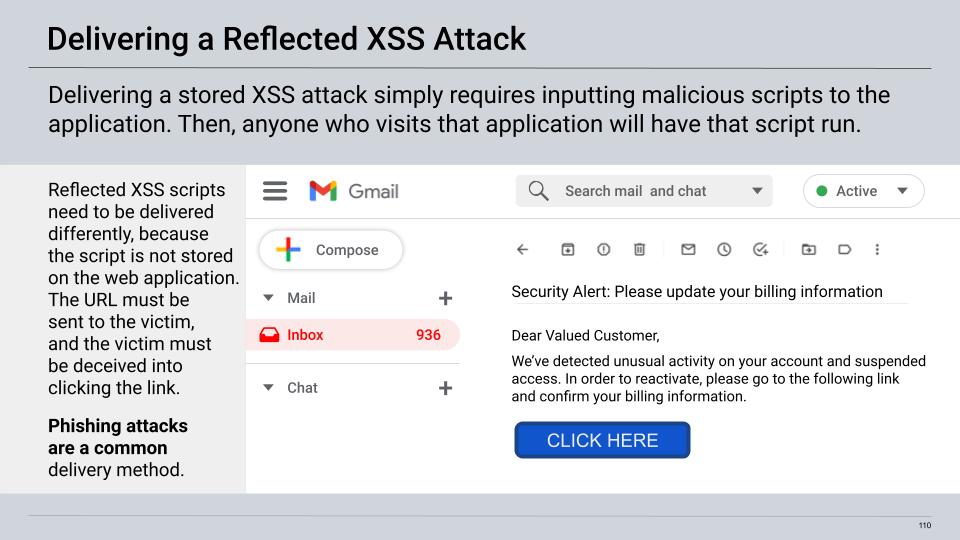 Delivering a Reflected XSS Attack
Delivering a stored XSS attack simply requires inputting malicious scripts to the
application. Then, anyone who visits that application will have that script run.
Reflected XSS scripts
need to be delivered
differently, because
the script is not stored
on the web application.
The URL must be
sent to the victim,
and the victim must
be deceived into
clicking the link.
Phishing attacks
are a common
delivery method.
Gmail
Search mail and chat
Active
Compose
Mail
Inbox 936
Chat
Security Alert: Please update your billing information
Dear Valued Customer,
We've detected unusual activity on your account and suspended
access. In order to reactivate, please go to the following link
and confirm your billing information.
CLICK HERE
110